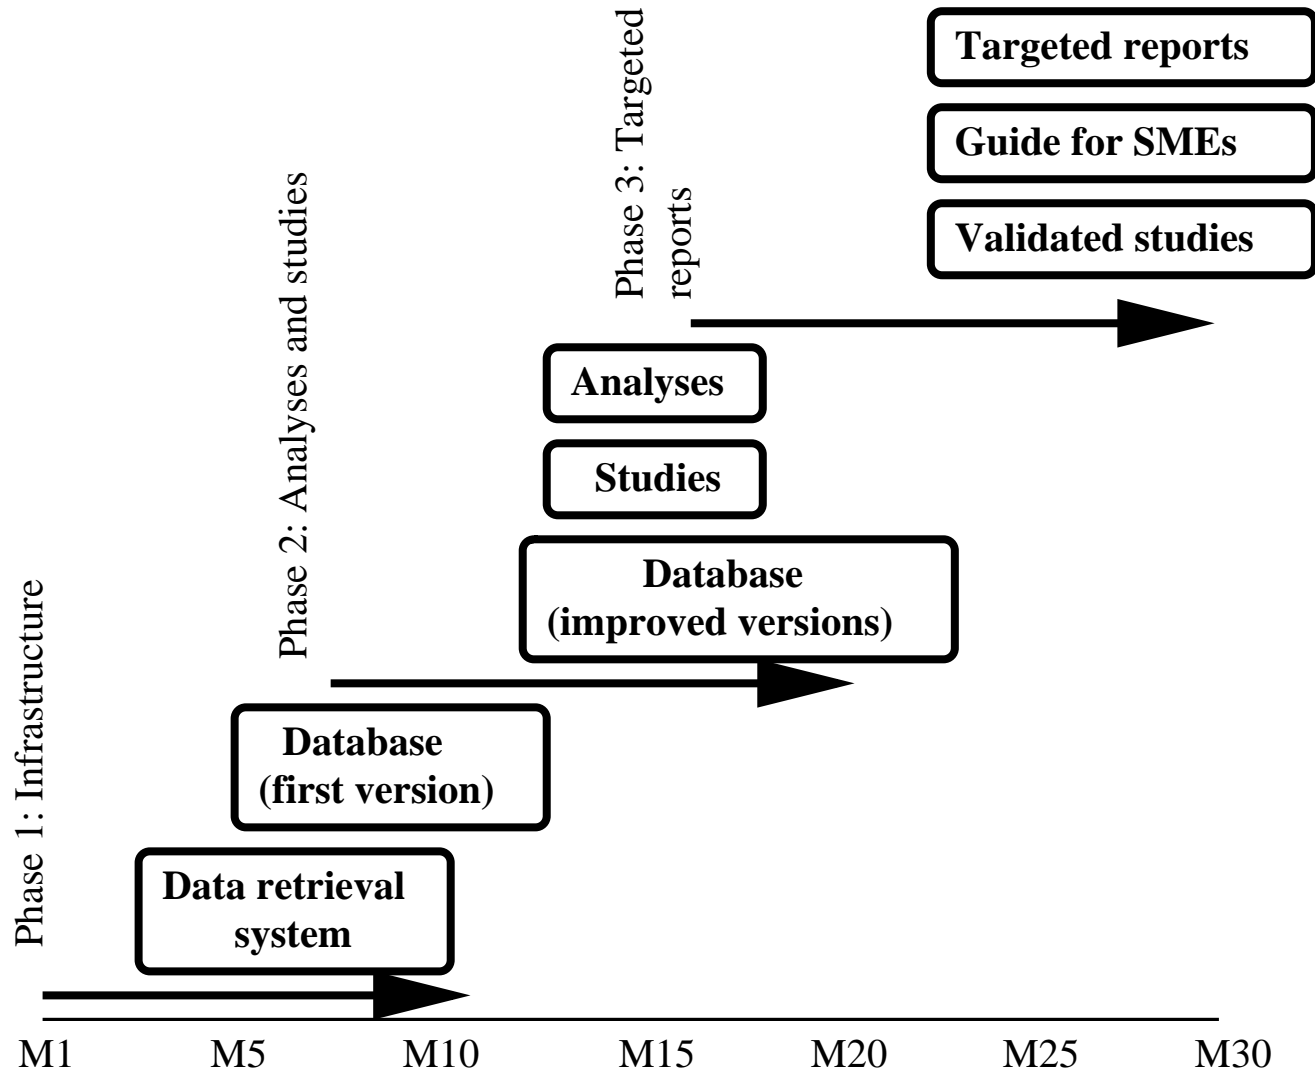 Targeted reports
Guide for SMEs
Validated studies
Phase 3: Targeted
reports
Analyses
Studies
Database
(improved versions)
Phase 2: Analyses and studies
Database
(first version)
Data retrieval
system
Phase 1: Infrastructure
M1 M5 M10 M15 M20 M25 M30